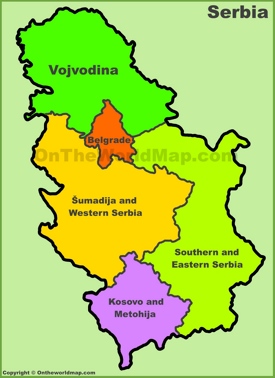 Serbia
Vojvodina
Belgrade
OnTheWorldMap.com
Šumadija and
Western Serbia
Southern and
Eastern Serbia
Kosovo and
Metohija
Copyright © Ontheworldmap.com